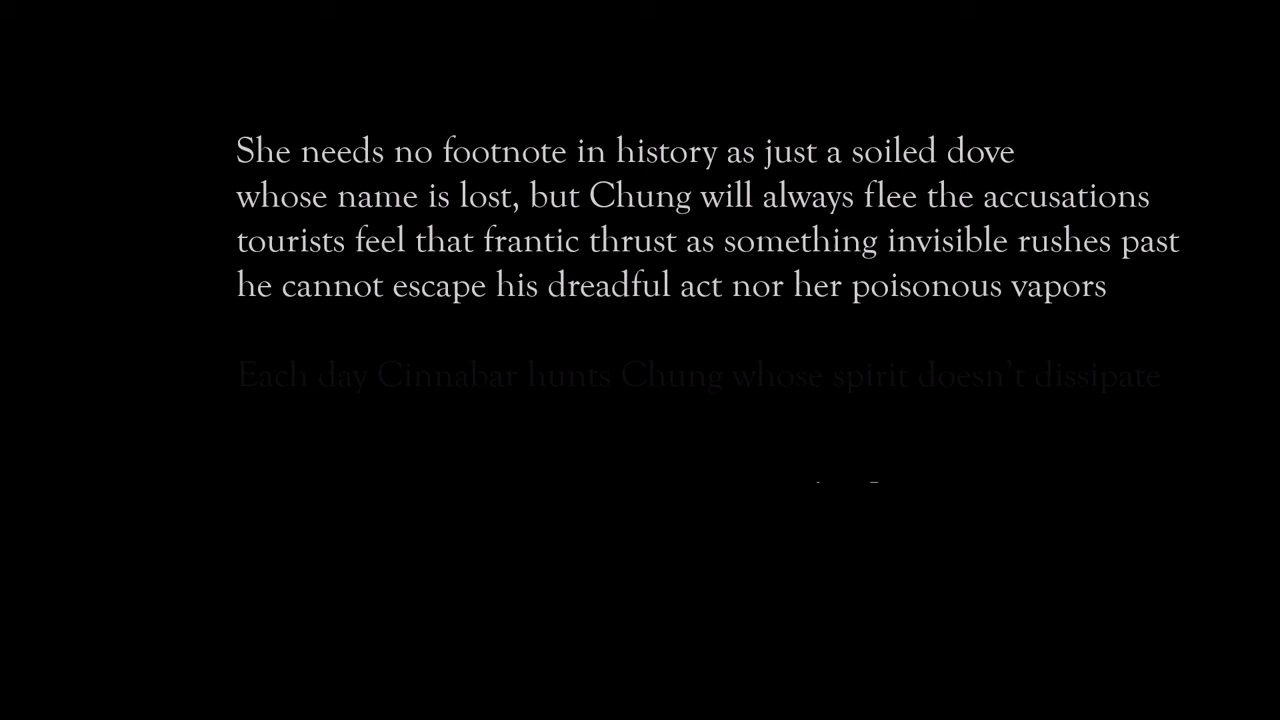 She needs no footnote in history as just a soiled dove
whose name is lost, but Chung will always flee the accusations
tourists feel that frantic thrust as something invisible rushes past
he cannot escape his dreadful act nor her poisonous vapors
Each day Cinnabar hunts Chung whose spirit doesn't dissipate